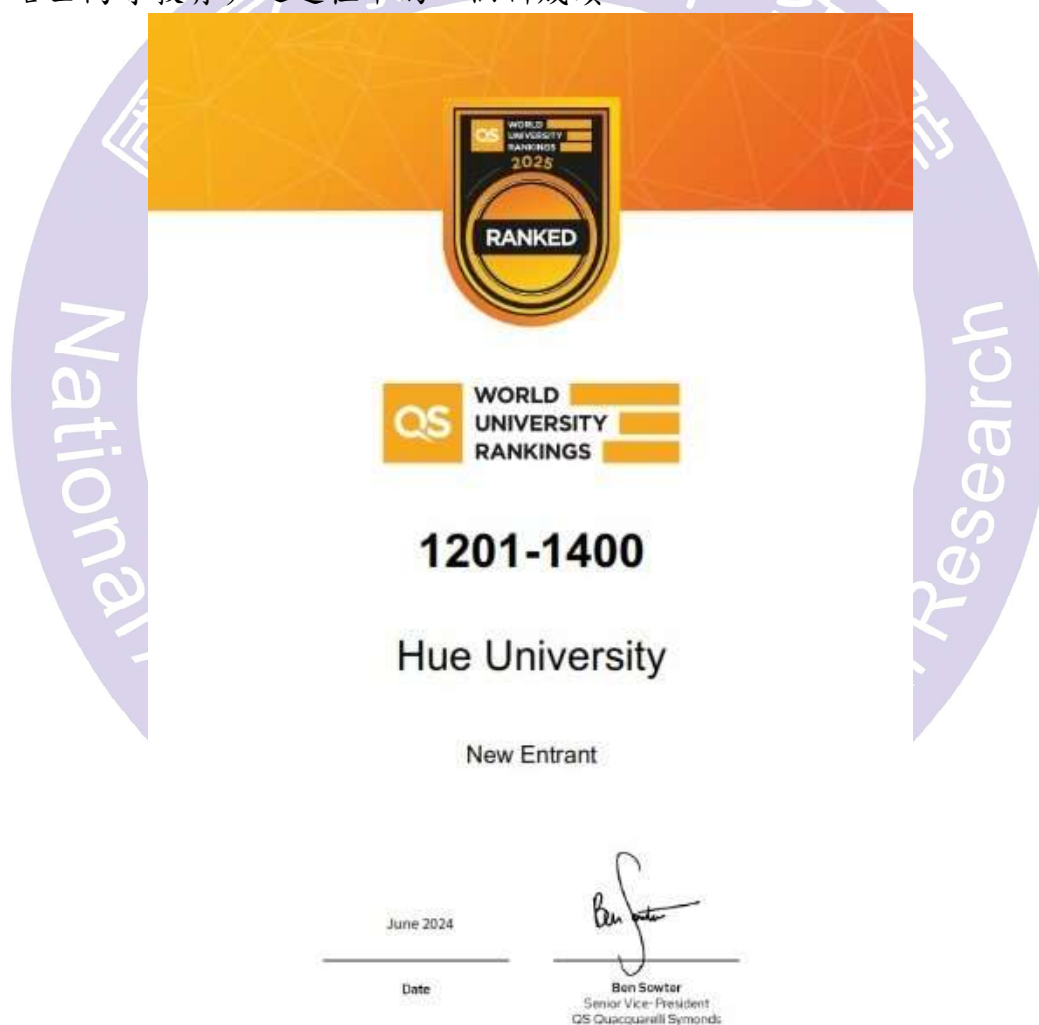 QS
WORLD
UNIVERSITY
RANKINGS
2025
RANKED
QS
WORLD
UNIVERSITY
RANKINGS
1201-1400
Hue University
New Entrant
June 2024
Date
Ben Sowter
Senior Vice-President
QS Quacquarelli Symonds
National
Research